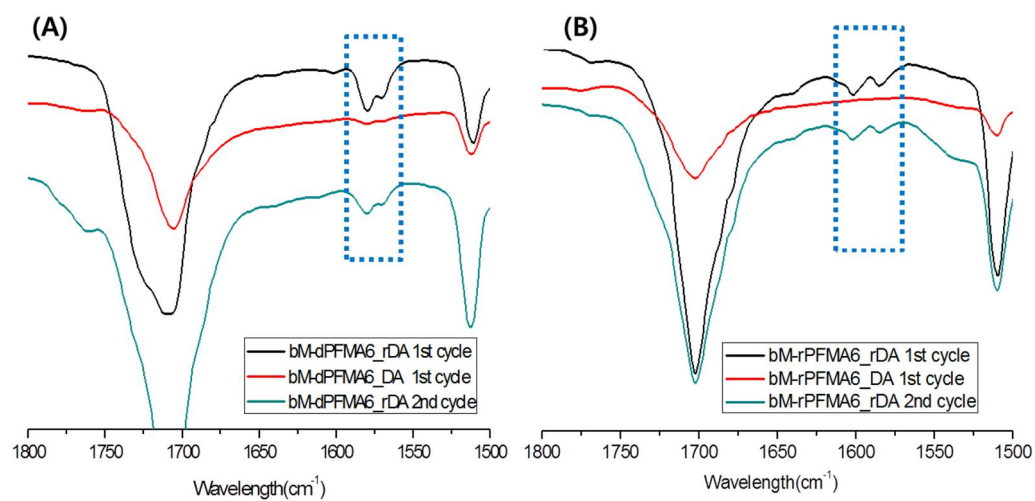 (A)
bM-dPFMA6_rDA 1st cycle
bM-dPFMA6_DA 1st cycle
bM-dPFMA6_rDA 2nd cycle
1800 1750 1700 1650 1600 1550 1500
Wavelength(cm⁻¹)
(B)
bM-rPFMA6_rDA 1st cycle
bM-rPFMA6_DA 1st cycle
bM-rPFMA6_rDA 2nd cycle
1800 1750 1700 1650 1600 1550 1500
Wavelength(cm⁻¹)